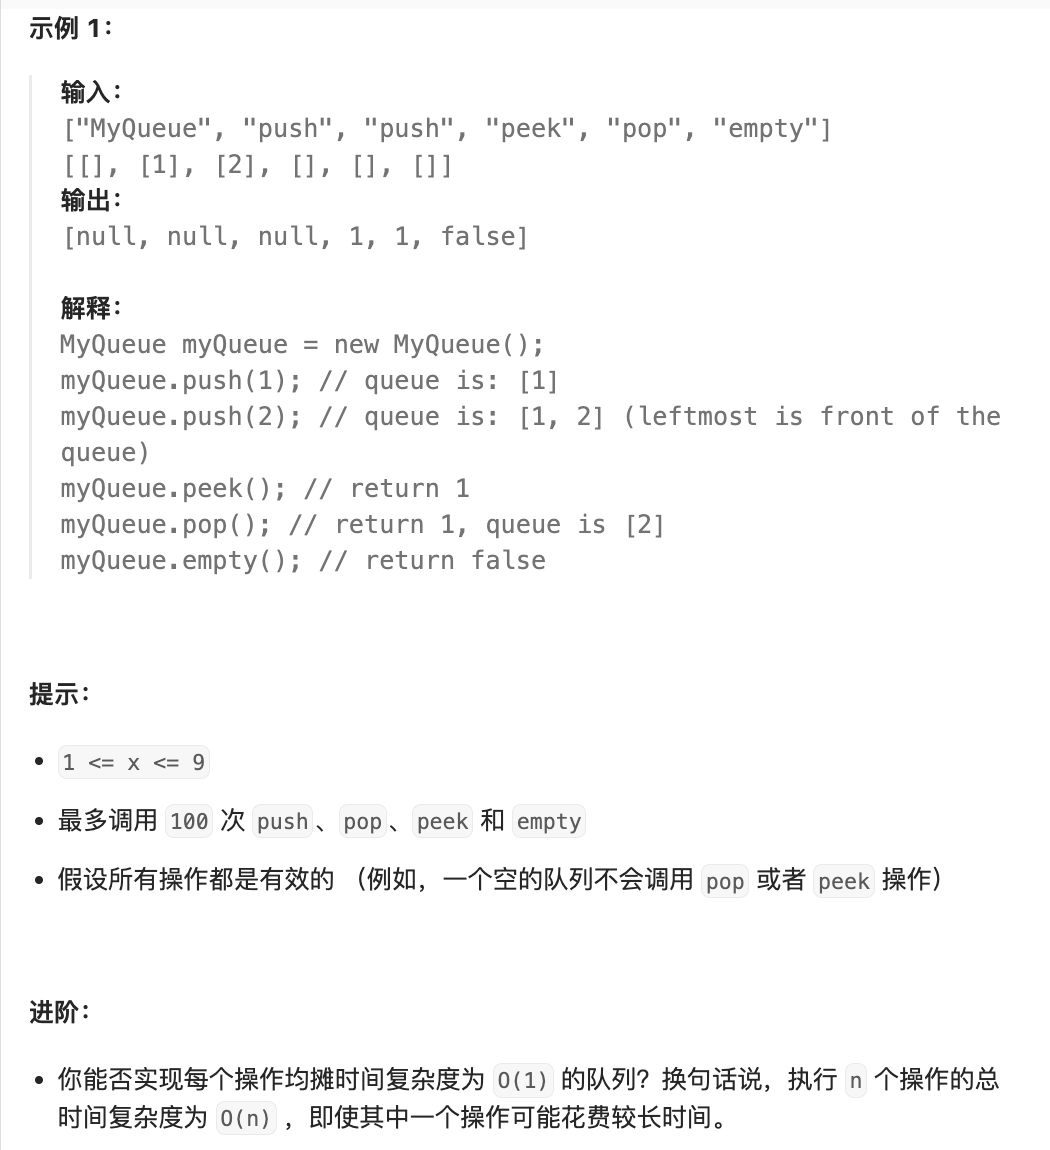 示例 1：
输入：
["MyQueue", "push", "push", "peek", "pop", "empty"]
[[], [1], [2], [], [], []]
输出：
[null, null, null, 1, 1, false]
解释：
MyQueue myQueue = new MyQueue();
myQueue.push(1); // queue is: [1]
myQueue.push(2); // queue is: [1, 2] (leftmost is front of the
queue)
myQueue.peek(); // return 1
myQueue.pop(); // return 1, queue is [2]
myQueue.empty(); // return false
提示：
• 1 <= x <= 9
• 最多调用 100 次 push、pop、peek 和 empty
• 假设所有操作都是有效的 （例如，一个空的队列不会调用 pop 或者 peek 操作）
进阶：
• 你能否实现每个操作均摊时间复杂度为 O(1) 的队列？换句话说，执行 n 个操作的总
时间复杂度为 O(n) ，即使其中一个操作可能花费较长时间。